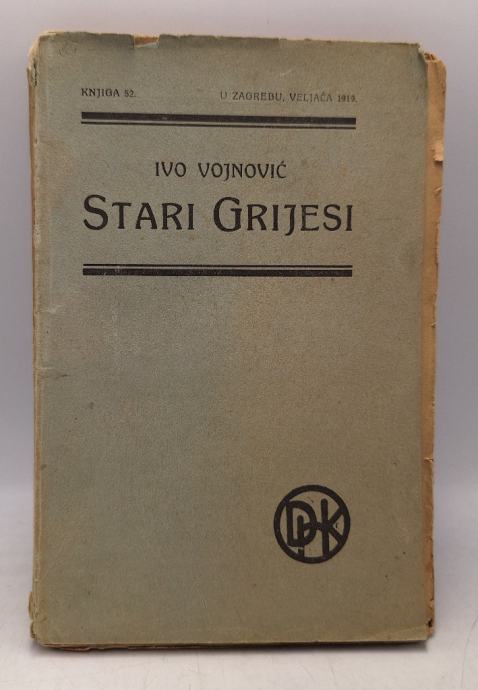 KNJIGA 52. U ZAGREBU, VELJAČA 1919.
IVO VOJNOVIĆ
STARI GRIJESI
DHK